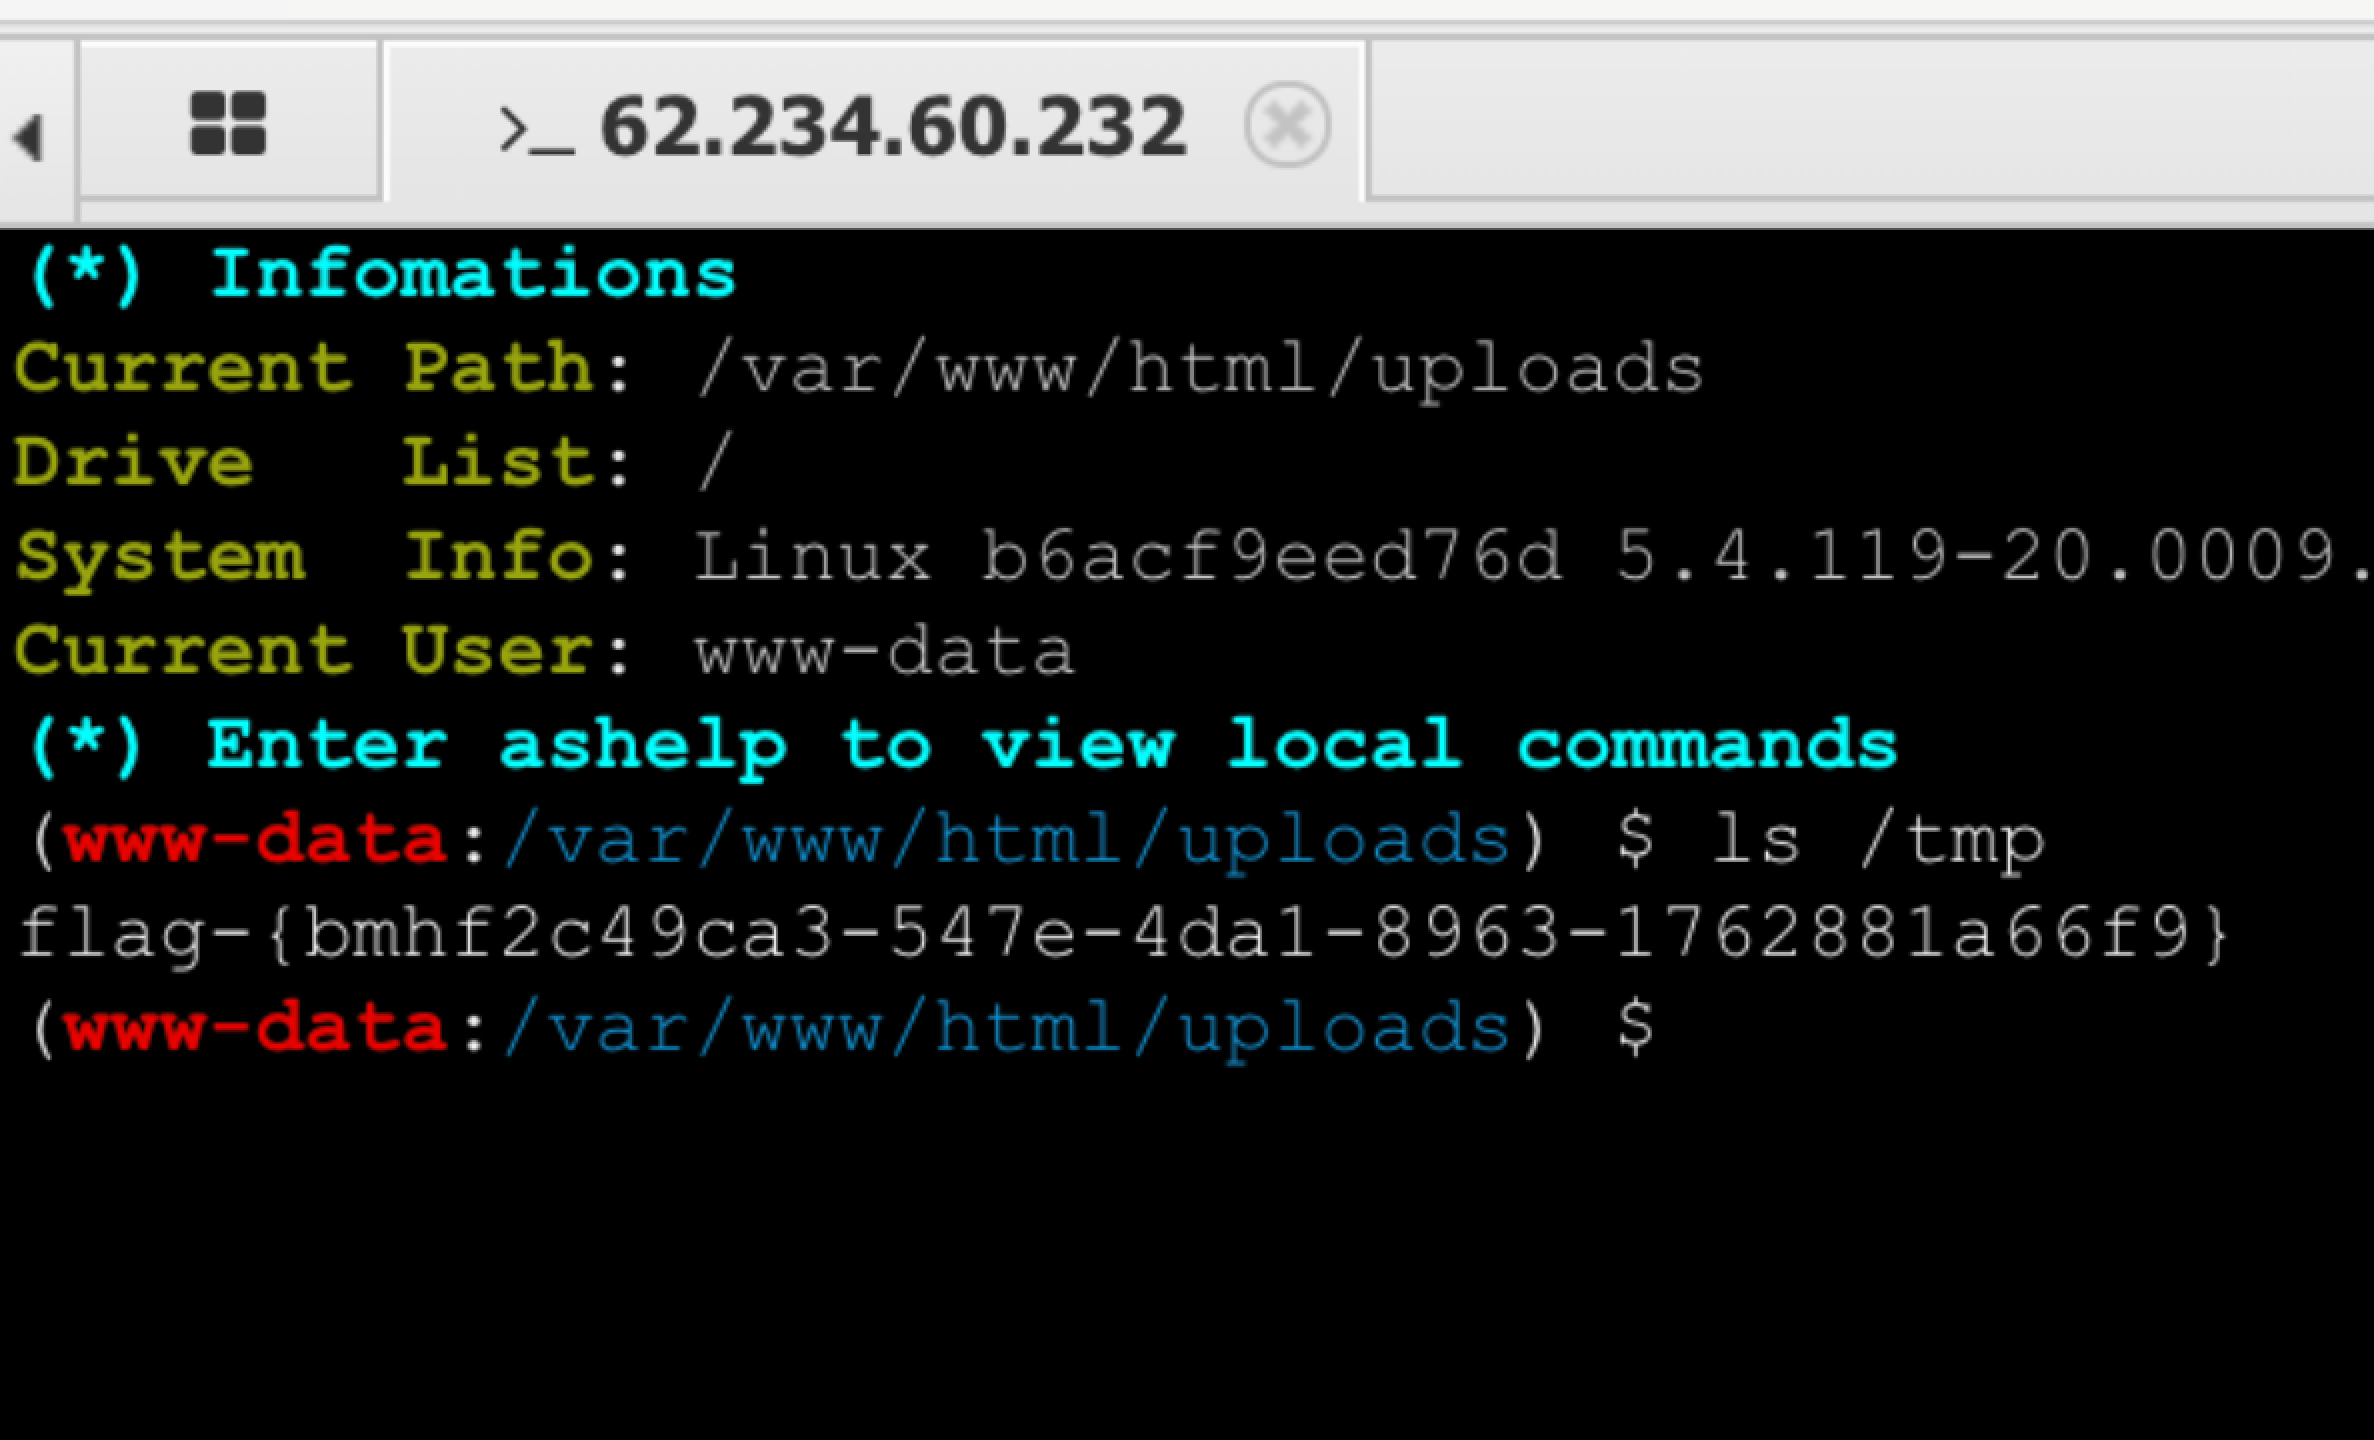 >_ 62.234.60.232
(*) Infomations
Current Path: /var/www/html/uploads
Drive   List: /
System  Info: Linux b6acf9eed76d 5.4.119-20.0009.
Current User: www-data
(*) Enter ashelp to view local commands
(www-data:/var/www/html/uploads) $ ls /tmp
flag-{bmhf2c49ca3-547e-4da1-8963-1762881a66f9}
(www-data:/var/www/html/uploads) $